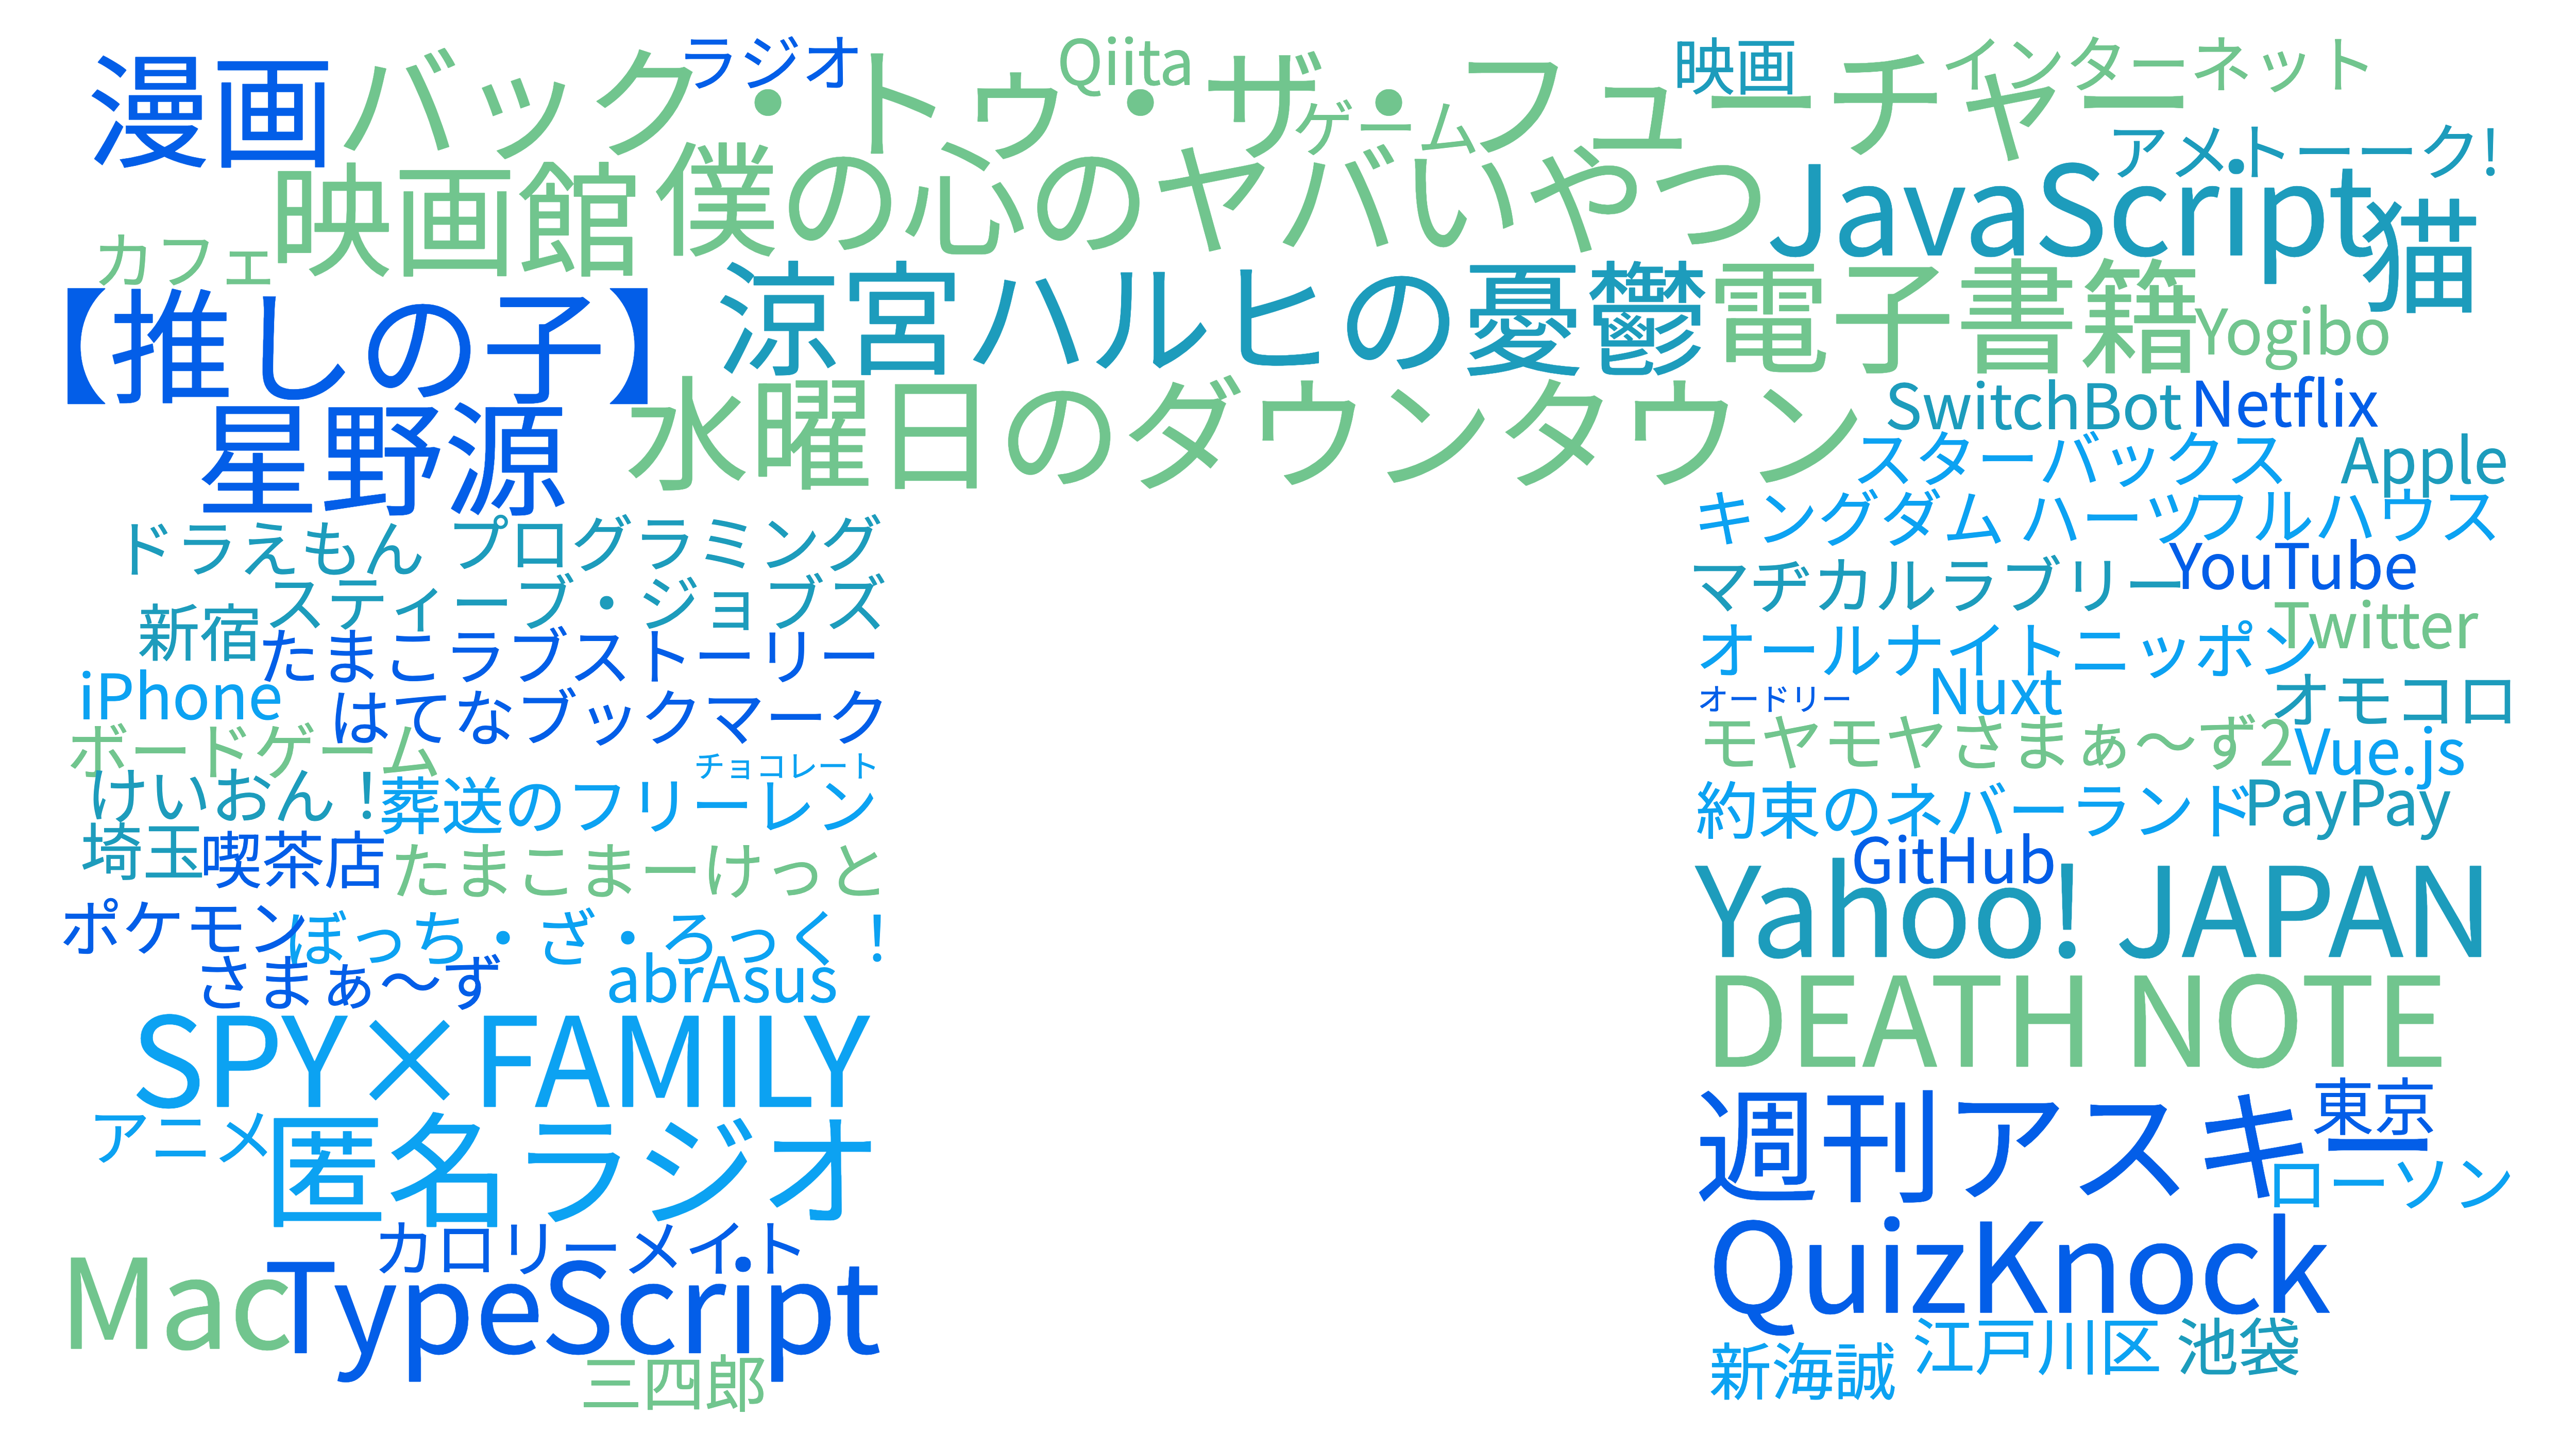 ラジオ
Qiita
映画
インターネット
漫画
バック・トゥ・ザ・フューチャー
ゲーム
アメトーーク!
映画館
僕の心のヤバいやつ
JavaScript
猫
カフェ
【推しの子】
涼宮ハルヒの憂鬱
電子書籍
Yogibo
星野源
水曜日のダウンタウン
SwitchBot
Netflix
スターバックス
Apple
ドラえもん
プログラミング
キングダム ハーツ
フルハウス
スティーブ・ジョブズ
マヂカルラブリー
YouTube
新宿
たまこラブストーリー
オールナイトニッポン
Twitter
iPhone
はてなブックマーク
オードリー
Nuxt
オモコロ
ボードゲーム
モヤモヤさまぁ〜ず2
Vue.js
チョコレート
けいおん！
葬送のフリーレン
約束のネバーランド
PayPay
埼玉
喫茶店
たまこまーけっと
GitHub
Yahoo! JAPAN
ポケモン
ぼっち・ざ・ろっく！
さまぁ〜ず
abrAsus
DEATH NOTE
SPY×FAMILY
アニメ
匿名ラジオ
週刊アスキー
東京
ローソン
カロリーメイト
Mac
TypeScript
QuizKnock
三四郎
新海誠
江戸川区
池袋